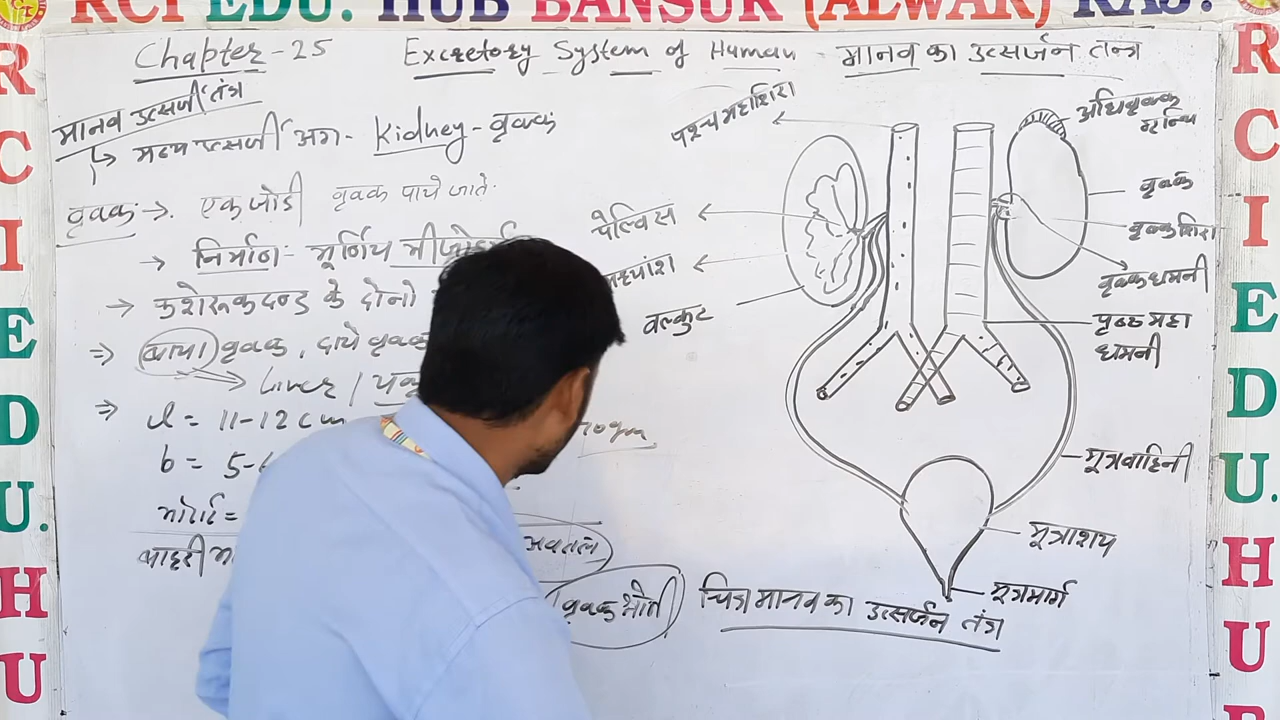 RCI EDU. HUB BANSUR (ALWAR) RAJ.
R C I E D U. H U
R C I E D U. H U
Chapter-25 Excretory System of Human - मानव का उत्सर्जन तन्त्र
मानव उत्सर्जी तंत्र
उत्सर्जी अंग - Kidney - वृक्क
वृक्क → एक जोडी वृक्क पाये जाते
→ निर्माण:
→ कशेरूकदण्ड के दोनो
⇒ बाया वृक्क, दाये वृक्क
→ Liver /
⇒ l = 11-12 cm
b = 5-
मोटाई =
बाहरी
अवतल
पश्च महाशिरा
पेल्विस
वल्कुट
अधिवृक्क ग्रन्थि
वृक्क
वृक्क शिरा
वृक्क धमनी
पृष्ठ महा
धमनी
मूत्रवाहिनी
मूत्राशय
मूत्रमार्ग
चित्र मानव का उत्सर्जन तंत्र